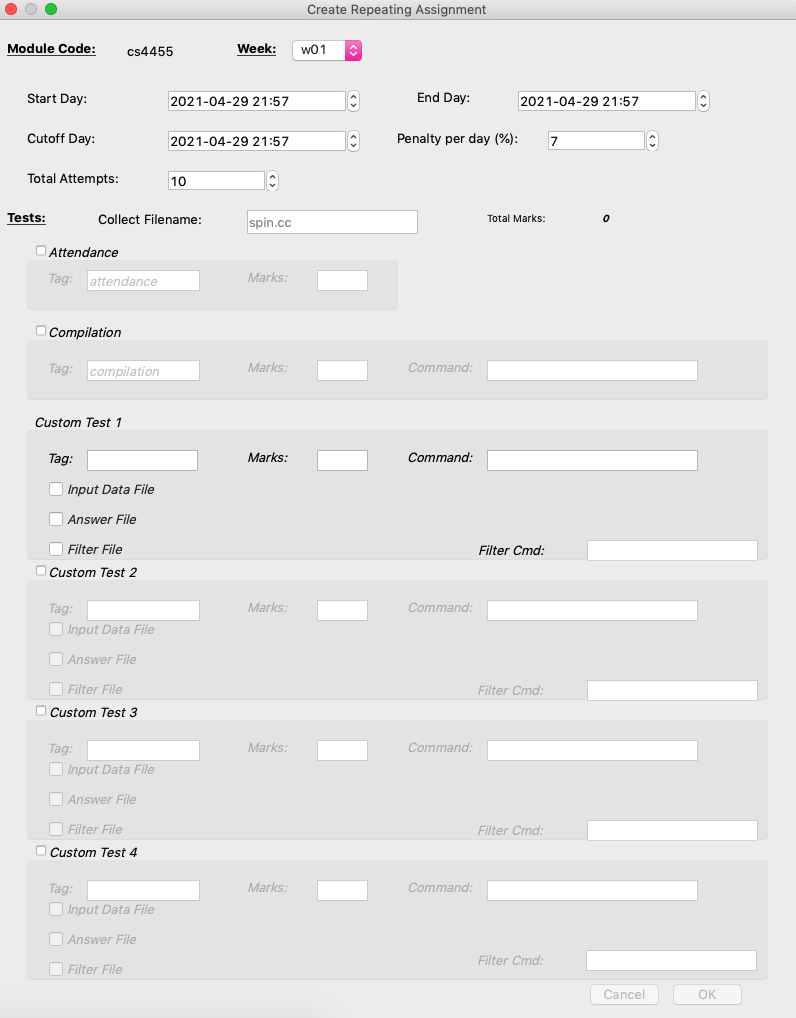 Create Repeating Assignment
Module Code: cs4455 Week: w01
Start Day: 2021-04-29 21:57 End Day: 2021-04-29 21:57
Cutoff Day: 2021-04-29 21:57 Penalty per day (%): 7
Total Attempts: 10
Tests: Collect Filename: spin.cc Total Marks: 0
Attendance
Tag: attendance Marks:
Compilation
Tag: compilation Marks: Command:
Custom Test 1
Tag: Marks: Command:
Input Data File
Answer File
Filter File Filter Cmd:
Custom Test 2
Tag: Marks: Command:
Input Data File
Answer File
Filter File Filter Cmd:
Custom Test 3
Tag: Marks: Command:
Input Data File
Answer File
Filter File Filter Cmd:
Custom Test 4
Tag: Marks: Command:
Input Data File
Answer File
Filter File Filter Cmd:
Cancel OK